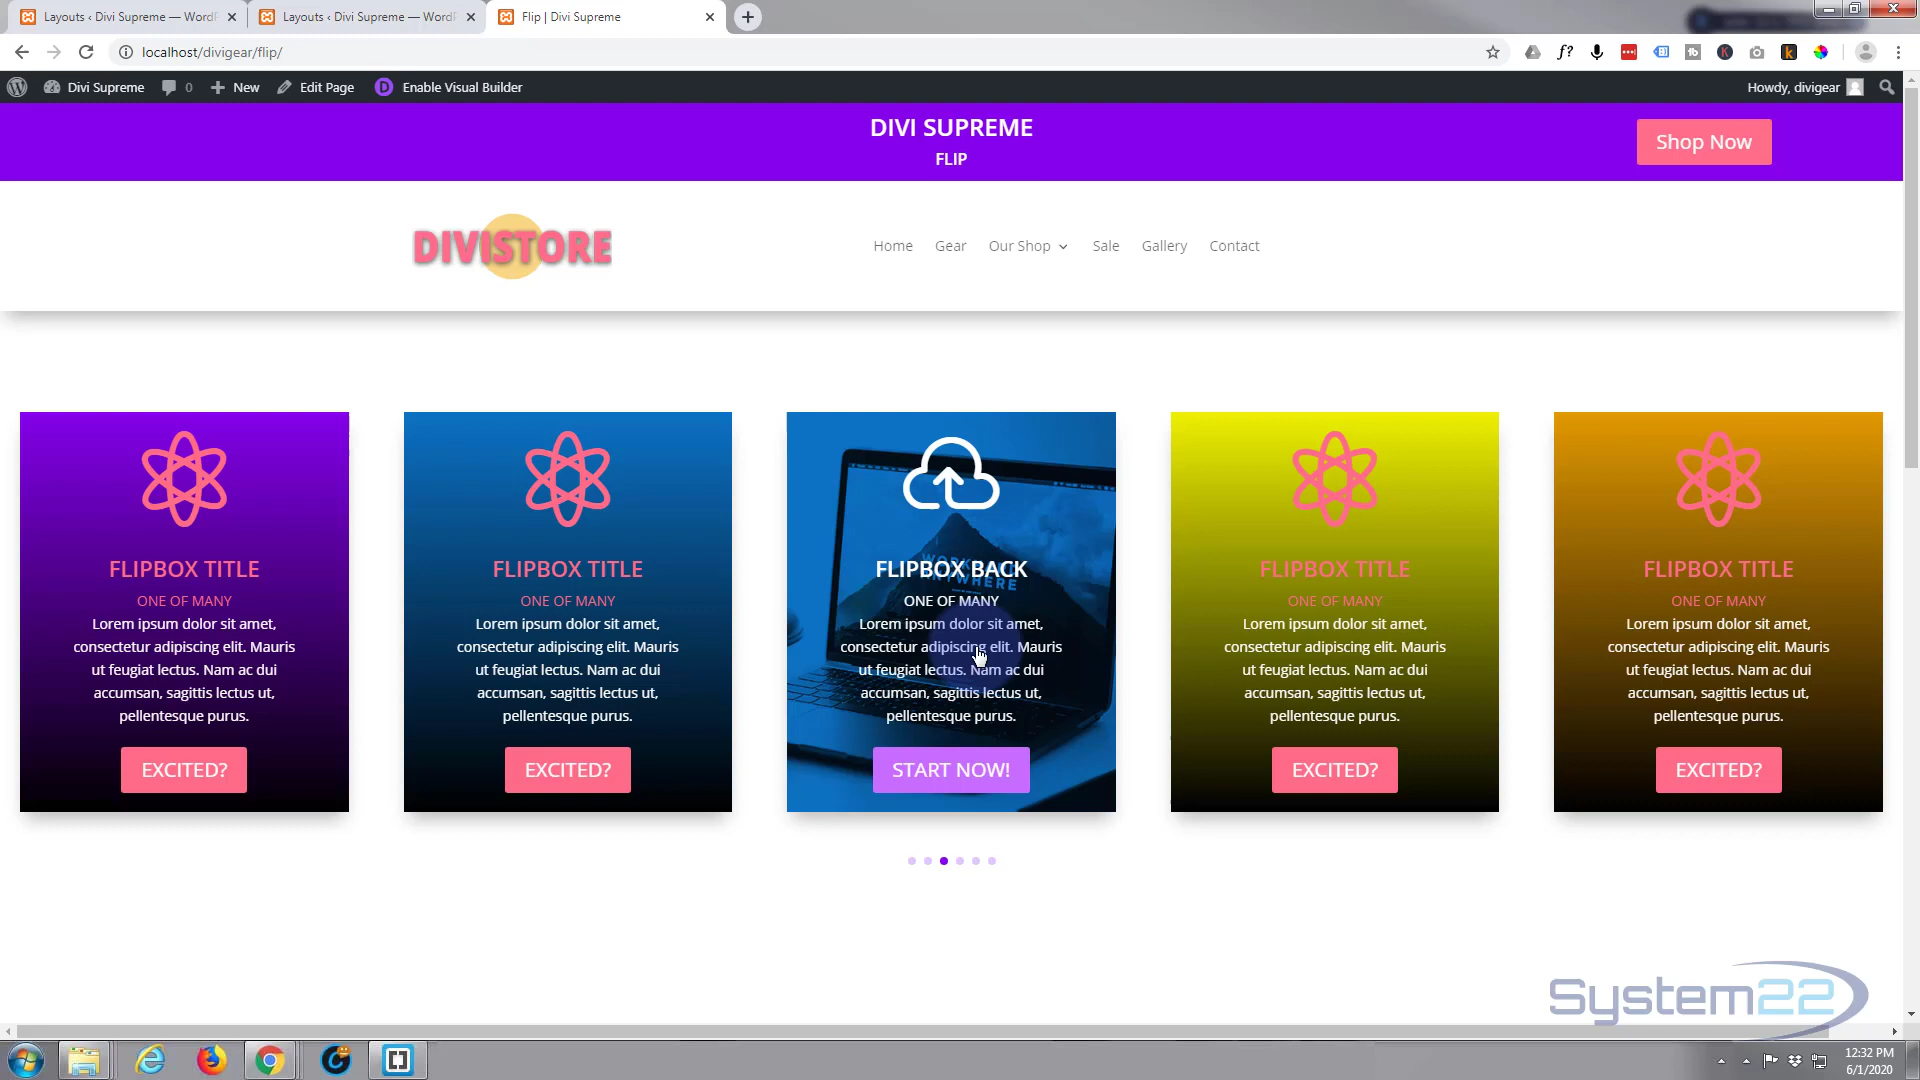 Layouts ‹ Divi Supreme — WordP
Layouts ‹ Divi Supreme — WordP
Flip | Divi Supreme
localhost/divigear/flip/
Divi Supreme
0
New
Edit Page
D
Enable Visual Builder
Howdy, divigear
DIVI SUPREME
FLIP
Shop Now
DIVISTORE
Home
Gear
Our Shop
Sale
Gallery
Contact
FLIPBOX TITLE
ONE OF MANY
Lorem ipsum dolor sit amet,
consectetur adipiscing elit. Mauris
ut feugiat lectus. Nam ac dui
accumsan, sagittis lectus ut,
pellentesque purus.
EXCITED?
FLIPBOX TITLE
ONE OF MANY
Lorem ipsum dolor sit amet,
consectetur adipiscing elit. Mauris
ut feugiat lectus. Nam ac dui
accumsan, sagittis lectus ut,
pellentesque purus.
EXCITED?
FLIPBOX BACK
ONE OF MANY
Lorem ipsum dolor sit amet,
consectetur adipiscing elit. Mauris
ut feugiat lectus. Nam ac dui
accumsan, sagittis lectus ut,
pellentesque purus.
START NOW!
FLIPBOX TITLE
ONE OF MANY
Lorem ipsum dolor sit amet,
consectetur adipiscing elit. Mauris
ut feugiat lectus. Nam ac dui
accumsan, sagittis lectus ut,
pellentesque purus.
EXCITED?
FLIPBOX TITLE
ONE OF MANY
Lorem ipsum dolor sit amet,
consectetur adipiscing elit. Mauris
ut feugiat lectus. Nam ac dui
accumsan, sagittis lectus ut,
pellentesque purus.
EXCITED?
System22
12:32 PM
6/1/2020